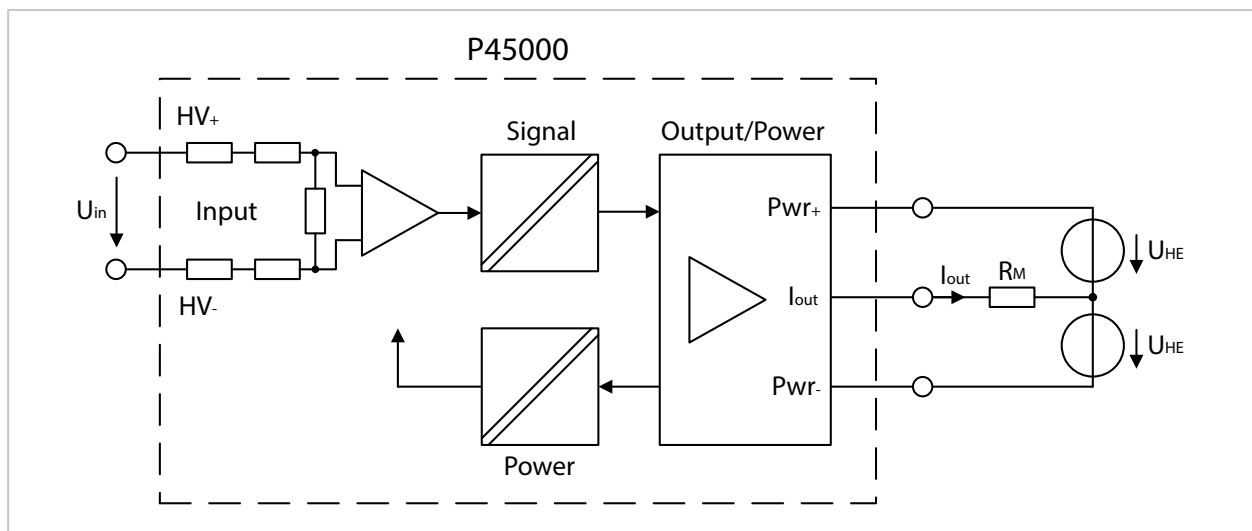 P45000
HV+
Signal
Output/Power
Uin
Input
Pwr+
UHE
Iout
Iout
RM
HV-
UHE
Pwr-
Power